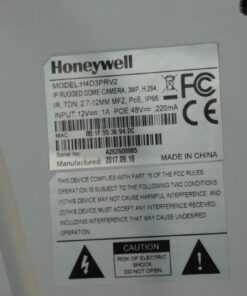 Honeywell
MODEL: H4D3PRV2
IP RUGGED DOME CAMERA, 3MP, H.264,
IR, TDN, 2.7-12MM MFZ, PoE, IP66
INPUT:12V⎓ 1A POE:48V⎓, 220mA
MAC:
00:1F:55:36:94:DC
Serial No.
A262600985
Manufactured: 2017.09.19
FC
MADE IN CHINA
THIS DEVICE COMPLIES WITH PART 15 OF THE FCC RULES
OPERATION IS SUBJECT TO THE FOLLOWING TWO CONDITIONS
(1) THIS DEVICE MAY NOT CAUSE HARMFUL INTERFERENCE,
AND
(2) THIS DEVICE MUST ACCEPT ANY INTERFERENCE RECEIVED,
INCLUDING INTERFERENCE THAT MAY CAUSE UNDESIRED
OPERATION.
CAUTION
RISK OF ELECTRIC
SHOCK
DO NOT OPEN